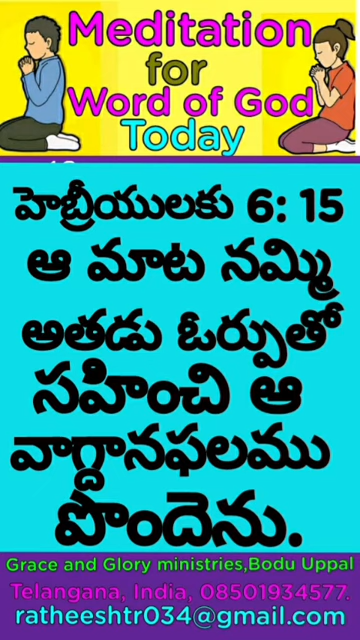 Meditation
for
Word of God
Today
హెబ్రీయులకు 6: 15
ఆ మాట నమ్మి
అతడు ఓర్పుతో
సహించి ఆ
వాగ్దానఫలము
పొందెను.
Grace and Glory ministries,Bodu Uppal
Telangana, India, 08501934577.
ratheeshtr034@gmail.com